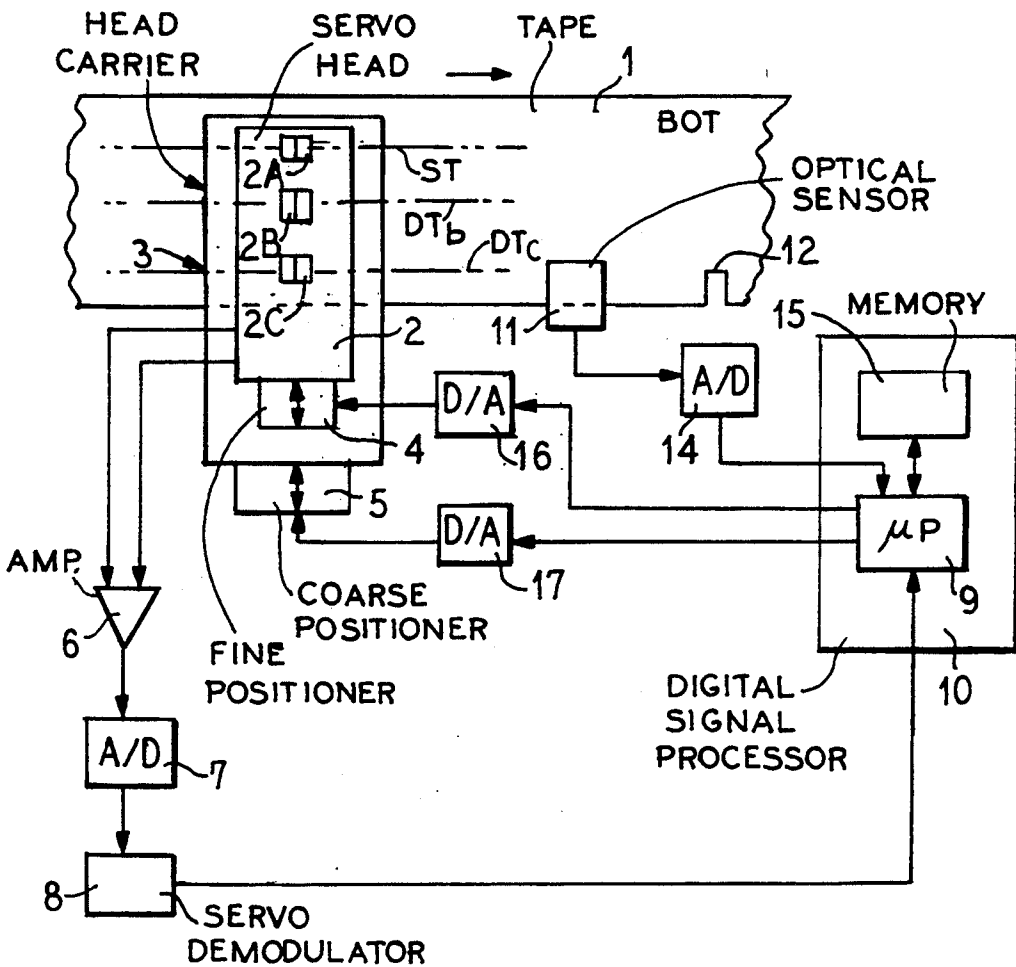 HEAD
CARRIER
SERVO
HEAD
TAPE
1
BOT
2A
ST
OPTICAL
SENSOR
2B
DTb
3
DTc
12
2C
2
11
15
MEMORY
A/D
14
D/A
16
4
5
D/A
17
μP
9
AMP.
6
COARSE
POSITIONER
FINE
POSITIONER
10
DIGITAL
SIGNAL
PROCESSOR
A/D
7
8
SERVO
DEMODULATOR